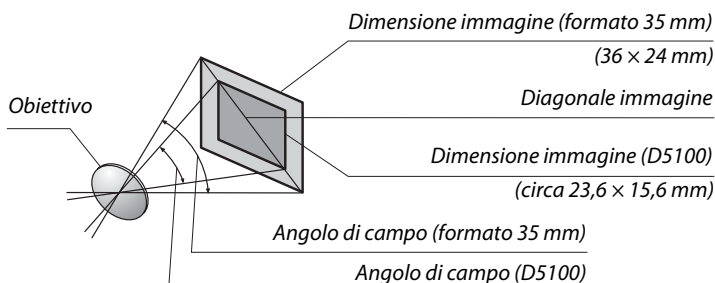 Dimensione immagine (formato 35 mm)
(36 × 24 mm)
Obiettivo
Diagonale immagine
Dimensione immagine (D5100)
(circa 23,6 × 15,6 mm)
Angolo di campo (formato 35 mm)
Angolo di campo (D5100)